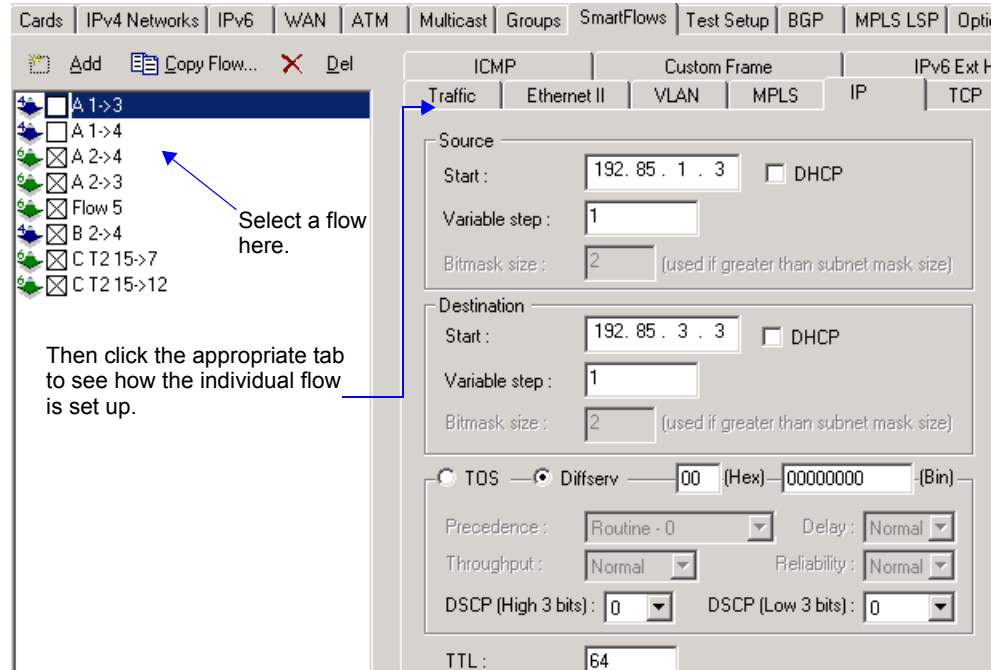 Cards IPv4 Networks IPv6 WAN ATM Multicast Groups SmartFlows Test Setup BGP MPLS LSP Opti
Add Copy Flow... Del
ICMP Custom Frame IPv6 Ext H
Traffic Ethernet II VLAN MPLS IP TCP
A 1->3
A 1->4
A 2->4
A 2->3
Flow 5
B 2->4
C T2 15->7
C T2 15->12
Select a flow
here.
Then click the appropriate tab
to see how the individual flow
is set up.
Source
Start : 192. 85 . 1 . 3 DHCP
Variable step : 1
Bitmask size : 2 (used if greater than subnet mask size)
Destination
Start : 192. 85 . 3 . 3 DHCP
Variable step : 1
Bitmask size : 2 (used if greater than subnet mask size)
TOS Diffserv 00 (Hex) 00000000 (Bin)
Precedence : Routine - 0 Delay : Normal
Throughput : Normal Reliability : Normal
DSCP (High 3 bits) : 0 DSCP (Low 3 bits) : 0
TTL : 64